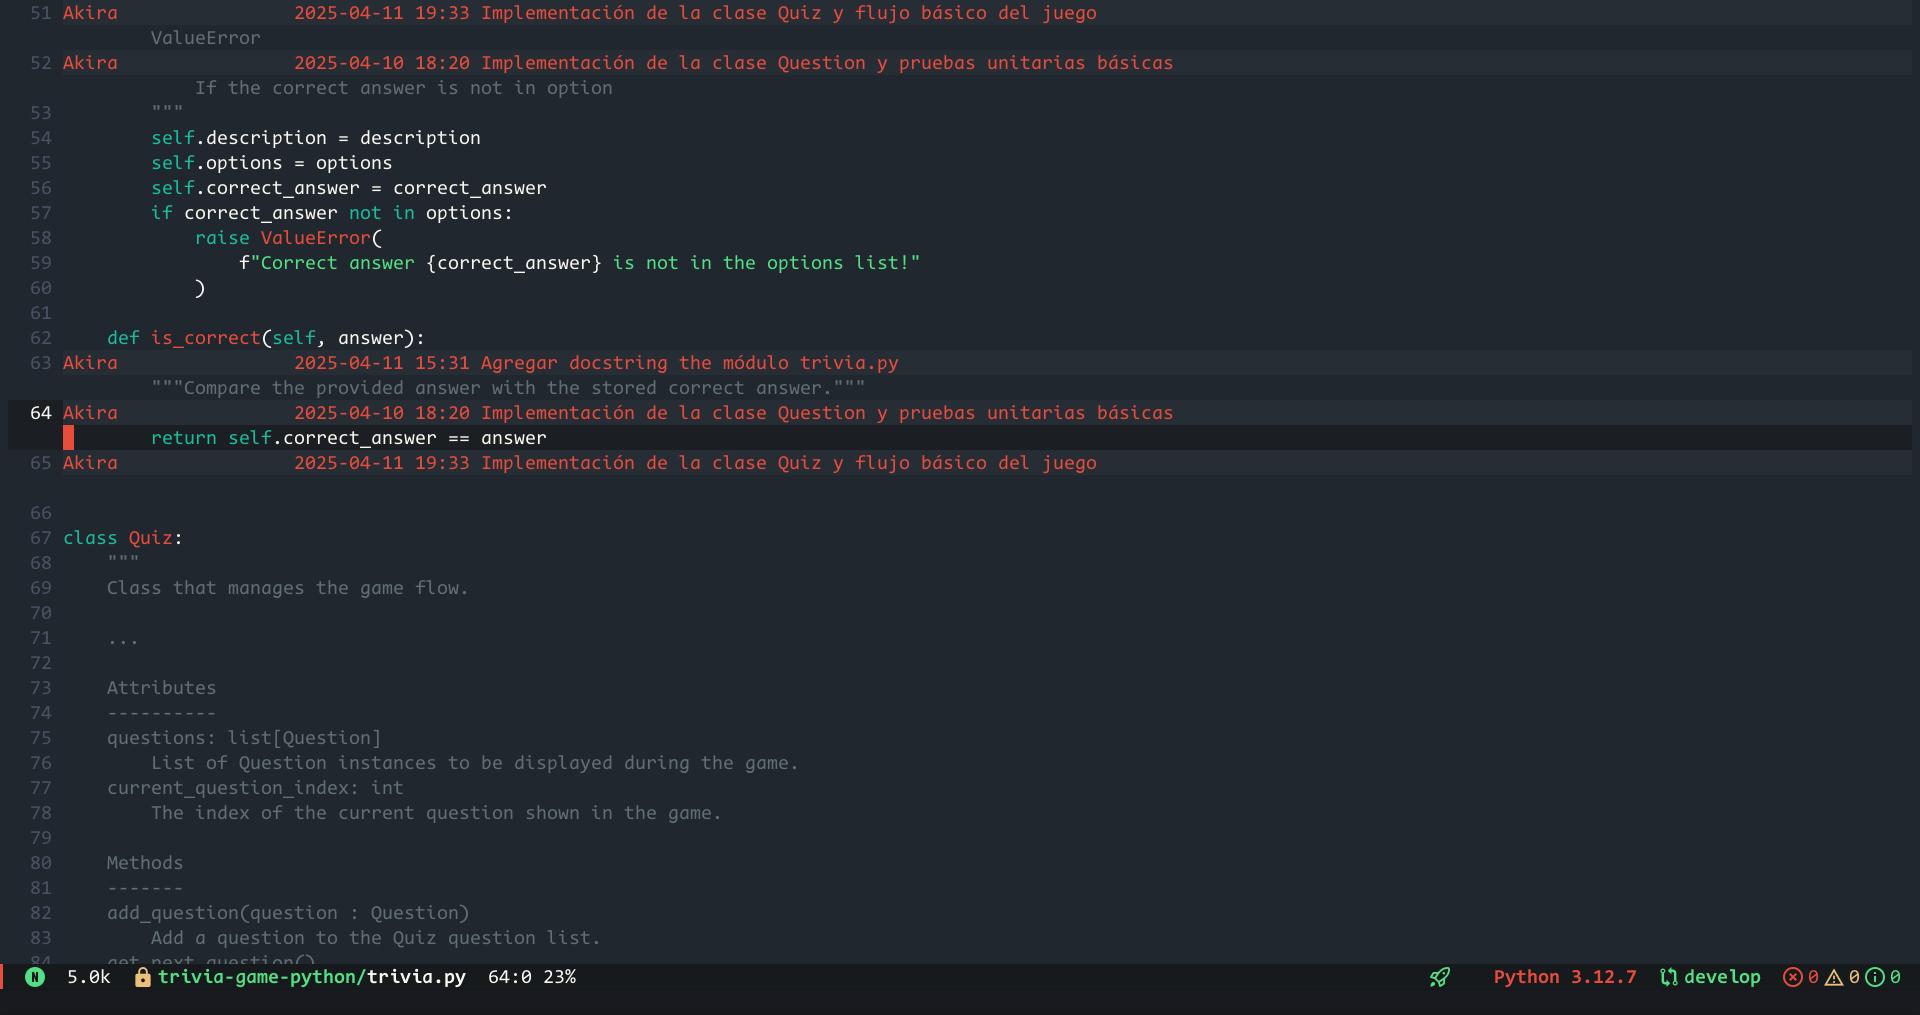 51 Akira 2025-04-11 19:33 Implementación de la clase Quiz y flujo básico del juego
ValueError
52 Akira 2025-04-10 18:20 Implementación de la clase Question y pruebas unitarias básicas
If the correct answer is not in option
53 """
54 self.description = description
55 self.options = options
56 self.correct_answer = correct_answer
57 if correct_answer not in options:
58 raise ValueError(
59 f"Correct answer {correct_answer} is not in the options list!"
60 )
61
62 def is_correct(self, answer):
63 Akira 2025-04-11 15:31 Agregar docstring the módulo trivia.py
"""Compare the provided answer with the stored correct answer."""
64 Akira 2025-04-10 18:20 Implementación de la clase Question y pruebas unitarias básicas
return self.correct_answer == answer
65 Akira 2025-04-11 19:33 Implementación de la clase Quiz y flujo básico del juego
66
67 class Quiz:
68 """
69 Class that manages the game flow.
70
71 ...
72
73 Attributes
74 ----------
75 questions: list[Question]
76 List of Question instances to be displayed during the game.
77 current_question_index: int
78 The index of the current question shown in the game.
79
80 Methods
81 -------
82 add_question(question : Question)
83 Add a question to the Quiz question list.
84 get_next_question()
N 5.0k trivia-game-python/trivia.py 64:0 23% Python 3.12.7 develop 0 0 0